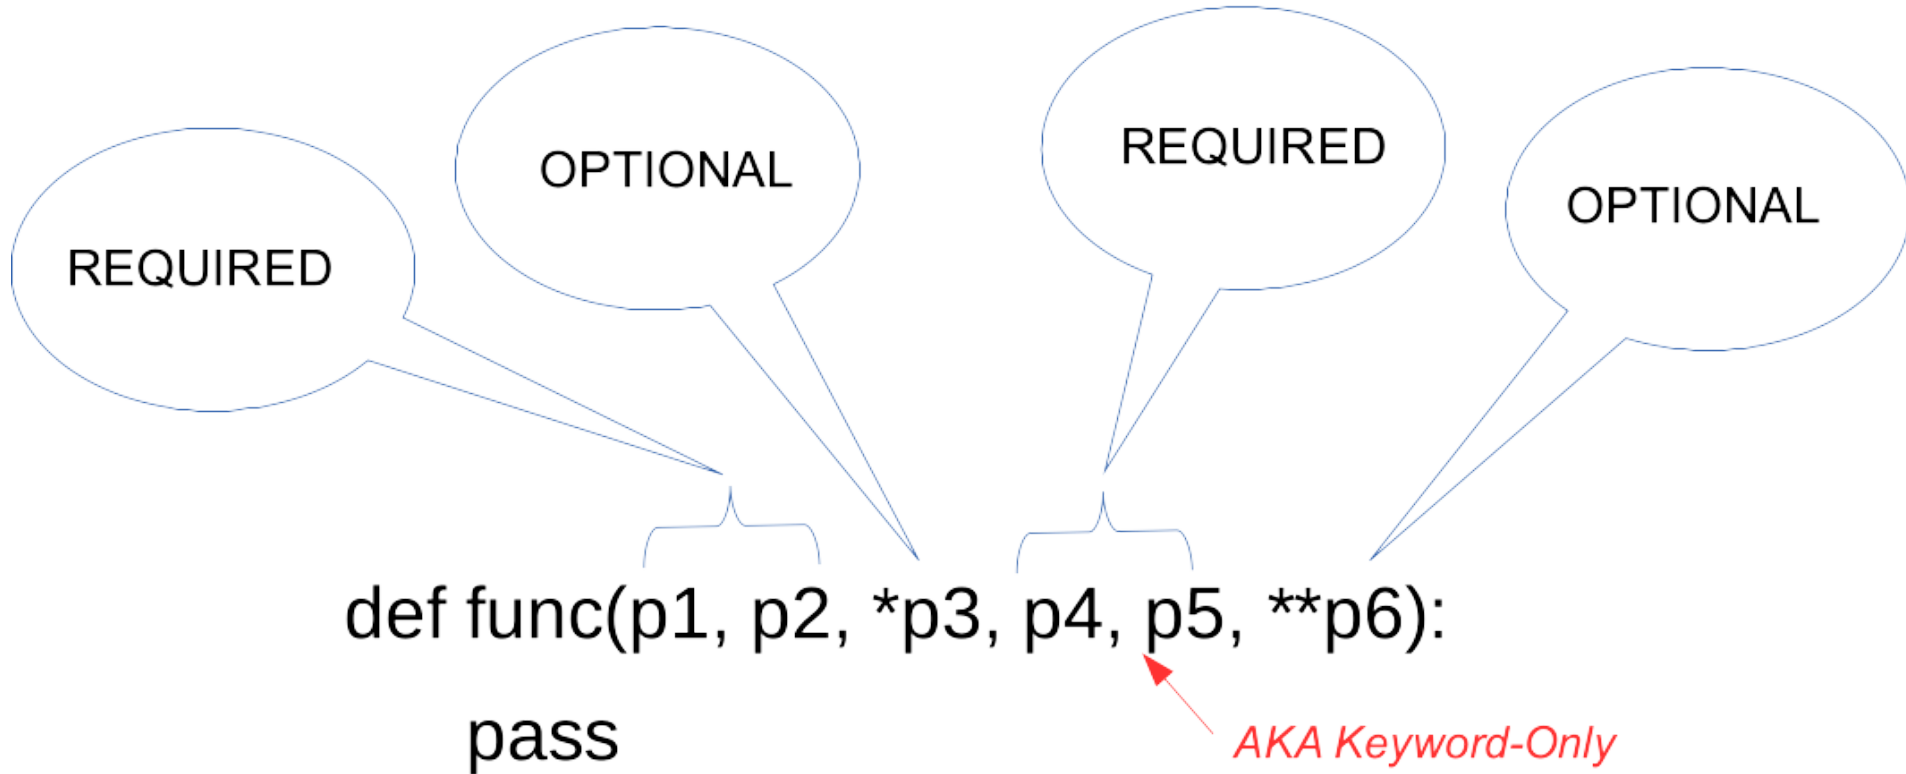 REQUIRED
OPTIONAL
REQUIRED
OPTIONAL
def func(p1, p2, *p3, p4, p5, **p6):
pass
AKA Keyword-Only